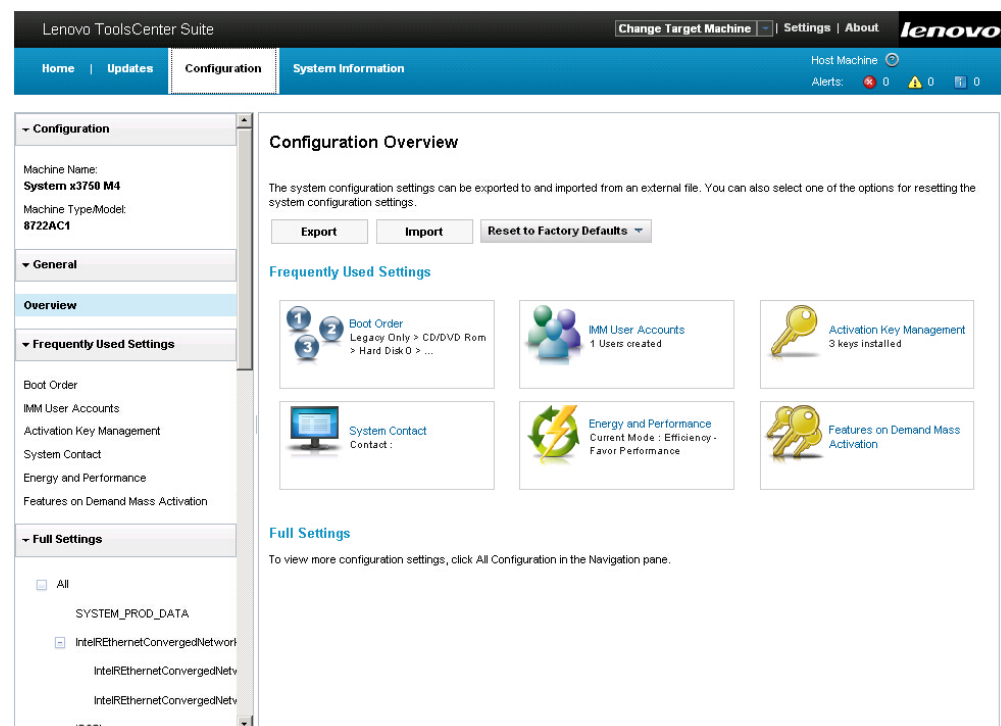 Lenovo ToolsCenter Suite
Change Target Machine | Settings | About
lenovo
Home | Updates
Configuration
System Information
Host Machine
Alerts: 0 0 0
Configuration
Machine Name:
System x3750 M4
Machine Type/Model:
8722AC1
General
Overview
Frequently Used Settings
Boot Order
IMM User Accounts
Activation Key Management
System Contact
Energy and Performance
Features on Demand Mass Activation
Full Settings
All
SYSTEM_PROD_DATA
IntelREthernetConvergedNetwork
IntelREthernetConvergedNetw
IntelREthernetConvergedNetw
Configuration Overview
The system configuration settings can be exported to and imported from an external file. You can also select one of the options for resetting the
system configuration settings.
Export
Import
Reset to Factory Defaults
Frequently Used Settings
1 2 3
Boot Order
Legacy Only > CD/DVD Rom
> Hard Disk 0 > ...
IMM User Accounts
1 Users created
Activation Key Management
3 keys installed
System Contact
Contact :
Energy and Performance
Current Mode : Efficiency -
Favor Performance
Features on Demand Mass
Activation
Full Settings
To view more configuration settings, click All Configuration in the Navigation pane.